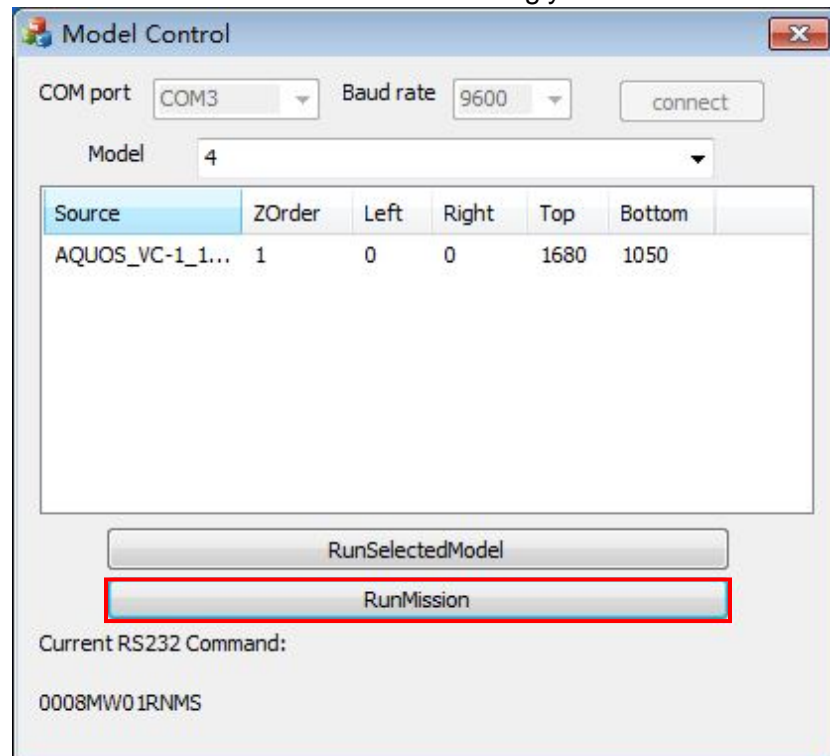 Model Control
COM port COM3 Baud rate 9600 connect
Model 4
Source ZOrder Left Right Top Bottom
AQUOS_VC-1_1... 1 0 0 1680 1050
RunSelectedModel
RunMission
Current RS232 Command:
0008MW01RNMS